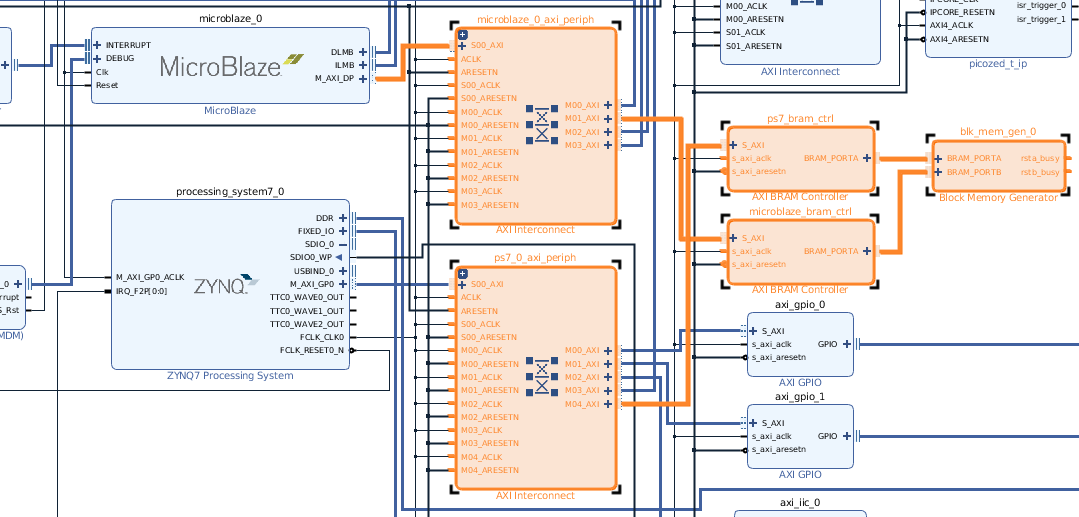 microblaze_0
INTERRUPT
DEBUG
Clk
Reset
MicroBlaze
DLMB
ILMB
M_AXI_DP
MicroBlaze
microblaze_0_axi_periph
S00_AXI
ACLK
ARESETN
S00_ACLK
S00_ARESETN
M00_ACLK
M00_ARESETN
M01_ACLK
M01_ARESETN
M02_ACLK
M02_ARESETN
M03_ACLK
M03_ARESETN
M00_AXI
M01_AXI
M02_AXI
M03_AXI
AXI Interconnect
M00_ACLK
M00_ARESETN
S01_ACLK
S01_ARESETN
AXI Interconnect
IPCORE_RESETN
AXI4_ACLK
AXI4_ARESETN
isr_trigger_0
isr_trigger_1
picozed_t_ip
ps7_bram_ctrl
S_AXI
s_axi_aclk
s_axi_aresetn
BRAM_PORTA
AXI BRAM Controller
blk_mem_gen_0
BRAM_PORTA
BRAM_PORTB
rsta_busy
rstb_busy
Block Memory Generator
microblaze_bram_ctrl
S_AXI
s_axi_aclk
s_axi_aresetn
BRAM_PORTA
AXI BRAM Controller
processing_system7_0
M_AXI_GP0_ACLK
IRQ_F2P[0:0]
ZYNQ
DDR
FIXED_IO
SDIO_0
SDIO0_WP
USBIND_0
M_AXI_GP0
TTC0_WAVE0_OUT
TTC0_WAVE1_OUT
TTC0_WAVE2_OUT
FCLK_CLK0
FCLK_RESET0_N
ZYNQ7 Processing System
_0
rrupt
S_Rst
MDM)
ps7_0_axi_periph
S00_AXI
ACLK
ARESETN
S00_ACLK
S00_ARESETN
M00_ACLK
M00_ARESETN
M01_ACLK
M01_ARESETN
M02_ACLK
M02_ARESETN
M03_ACLK
M03_ARESETN
M04_ACLK
M04_ARESETN
M00_AXI
M01_AXI
M02_AXI
M03_AXI
M04_AXI
AXI Interconnect
axi_gpio_0
S_AXI
s_axi_aclk
s_axi_aresetn
GPIO
AXI GPIO
axi_gpio_1
S_AXI
s_axi_aclk
s_axi_aresetn
GPIO
AXI GPIO
axi_iic_0